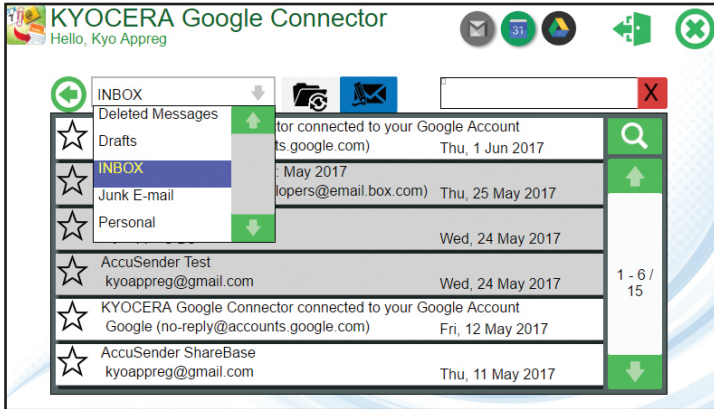 KYOCERA Google Connector
Hello, Kyo Appreg
31
INBOX
X
Deleted Messages
Drafts
INBOX
Junk E-mail
Personal
tor connected to your Google Account
ts.google.com) Thu, 1 Jun 2017
: May 2017
lopers@email.box.com) Thu, 25 May 2017
Wed, 24 May 2017
AccuSender Test
kyoappreg@gmail.com Wed, 24 May 2017
KYOCERA Google Connector connected to your Google Account
Google (no-reply@accounts.google.com) Fri, 12 May 2017
AccuSender ShareBase
kyoappreg@gmail.com Thu, 11 May 2017
1 - 6 /
15